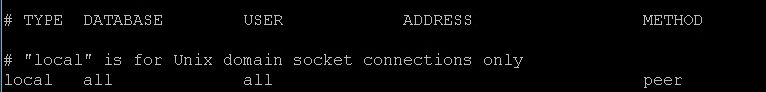 # TYPE  DATABASE        USER            ADDRESS                 METHOD
# "local" is for Unix domain socket connections only
local   all             all                                     peer